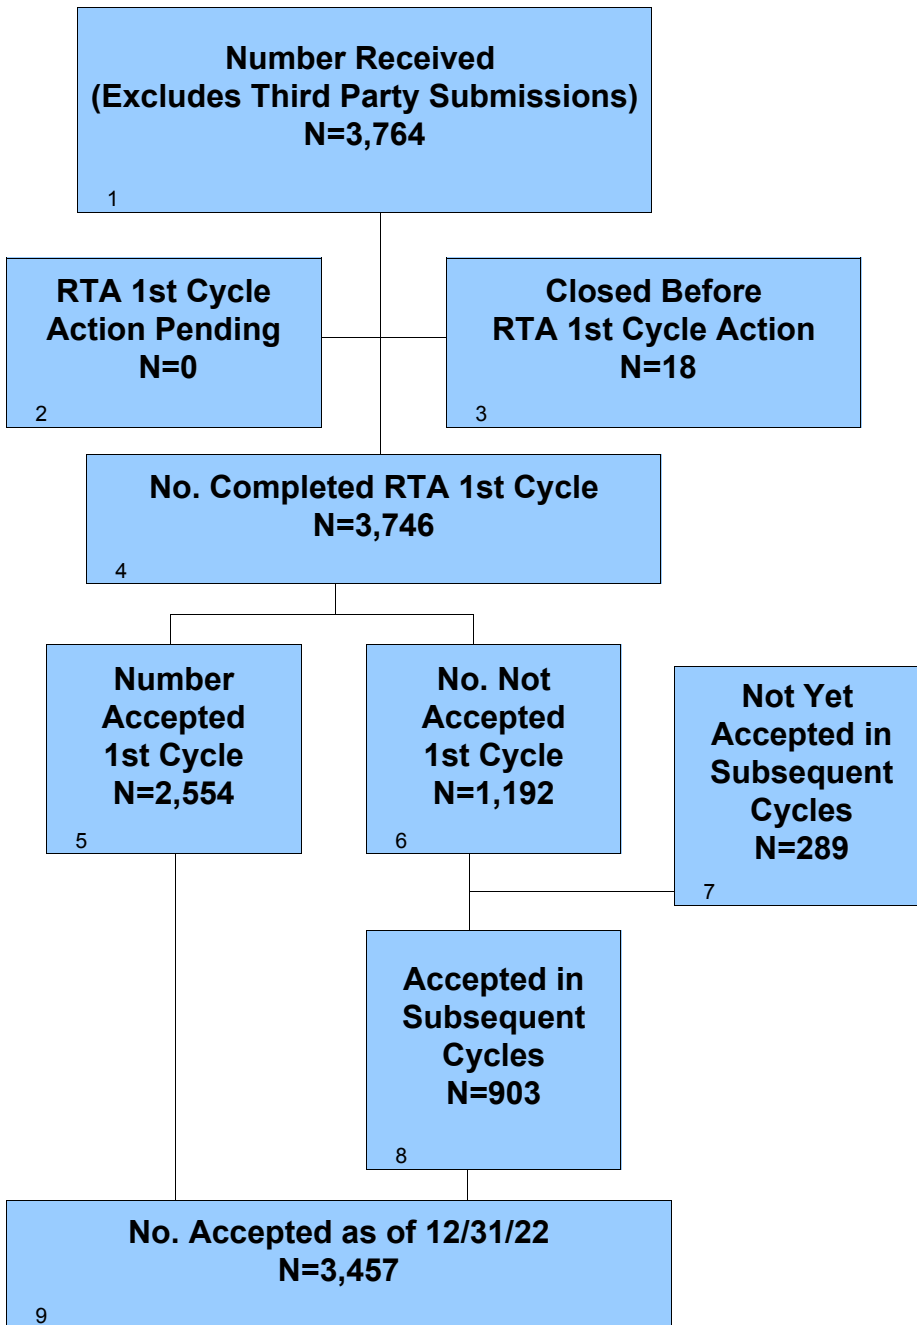 Number Received
(Excludes Third Party Submissions)
N=3,764
1
RTA 1st Cycle
Action Pending
N=0
2
Closed Before
RTA 1st Cycle Action
N=18
3
No. Completed RTA 1st Cycle
N=3,746
4
Number
Accepted
1st Cycle
N=2,554
5
No. Not
Accepted
1st Cycle
N=1,192
6
Not Yet
Accepted in
Subsequent
Cycles
N=289
7
Accepted in
Subsequent
Cycles
N=903
8
No. Accepted as of 12/31/22
N=3,457
9